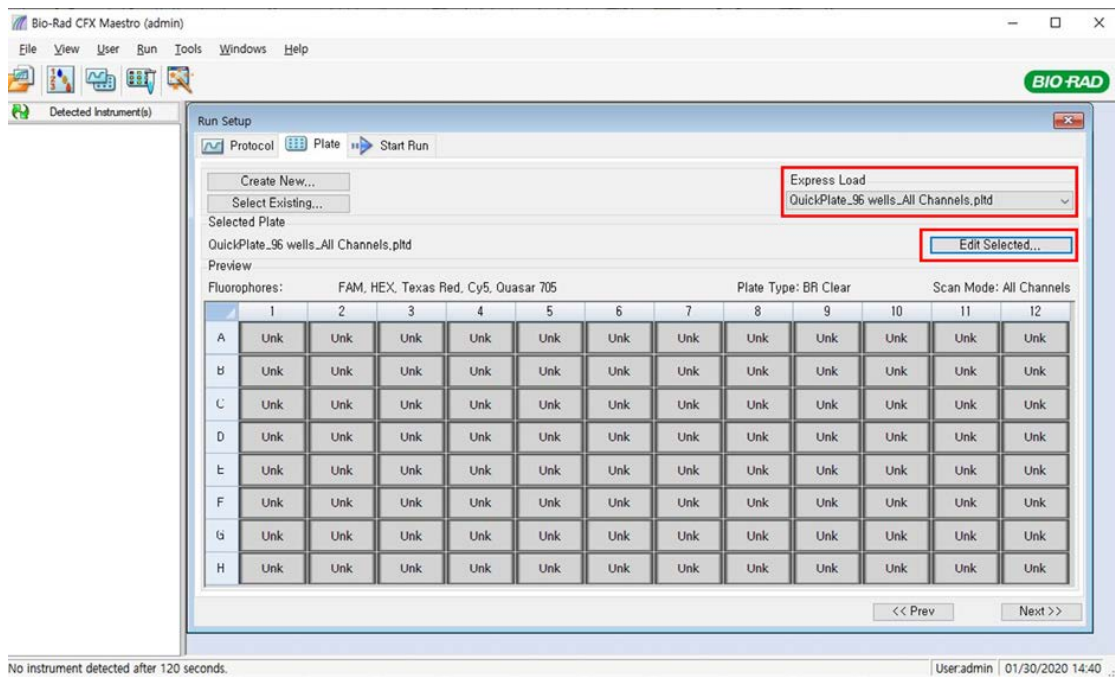 Bio-Rad CFX Maestro (admin)
File View User Run Tools Windows Help
BIO-RAD
Detected Instrument(s)
Run Setup
Protocol Plate Start Run
Create New...
Express Load
Select Existing...
QuickPlate_96 wells_All Channels.pltd
Selected Plate
QuickPlate_96 wells_All Channels.pltd
Edit Selected...
Preview
Fluorophores: FAM, HEX, Texas Red, Cy5, Quasar 705 Plate Type: BR Clear Scan Mode: All Channels
1 2 3 4 5 6 7 8 9 10 11 12
A Unk Unk Unk Unk Unk Unk Unk Unk Unk Unk Unk Unk
B Unk Unk Unk Unk Unk Unk Unk Unk Unk Unk Unk Unk
C Unk Unk Unk Unk Unk Unk Unk Unk Unk Unk Unk Unk
D Unk Unk Unk Unk Unk Unk Unk Unk Unk Unk Unk Unk
E Unk Unk Unk Unk Unk Unk Unk Unk Unk Unk Unk Unk
F Unk Unk Unk Unk Unk Unk Unk Unk Unk Unk Unk Unk
G Unk Unk Unk Unk Unk Unk Unk Unk Unk Unk Unk Unk
H Unk Unk Unk Unk Unk Unk Unk Unk Unk Unk Unk Unk
<< Prev Next >>
No instrument detected after 120 seconds. User:admin 01/30/2020 14:40